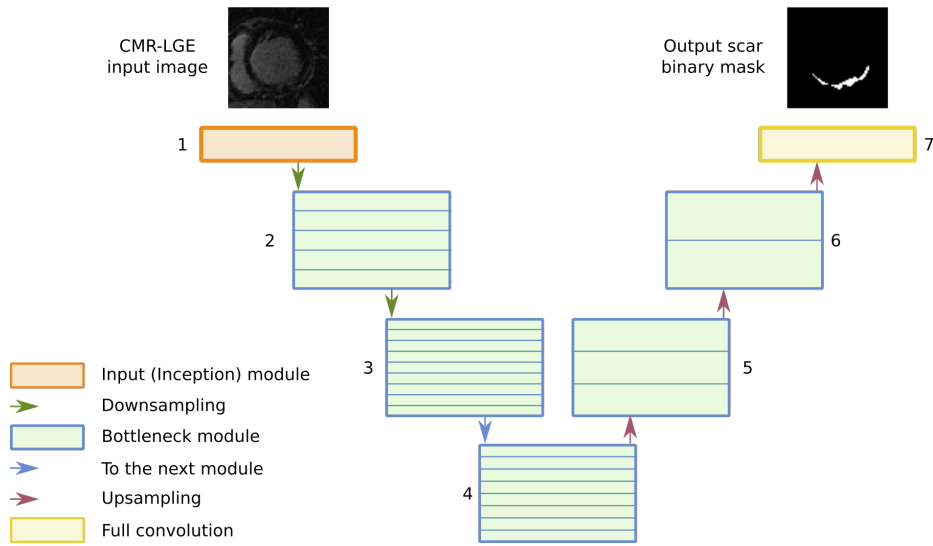 CMR-LGE
input image
Output scar
binary mask
1
7
2
6
3
5
4
Input (Inception) module
Downsampling
Bottleneck module
To the next module
Upsampling
Full convolution